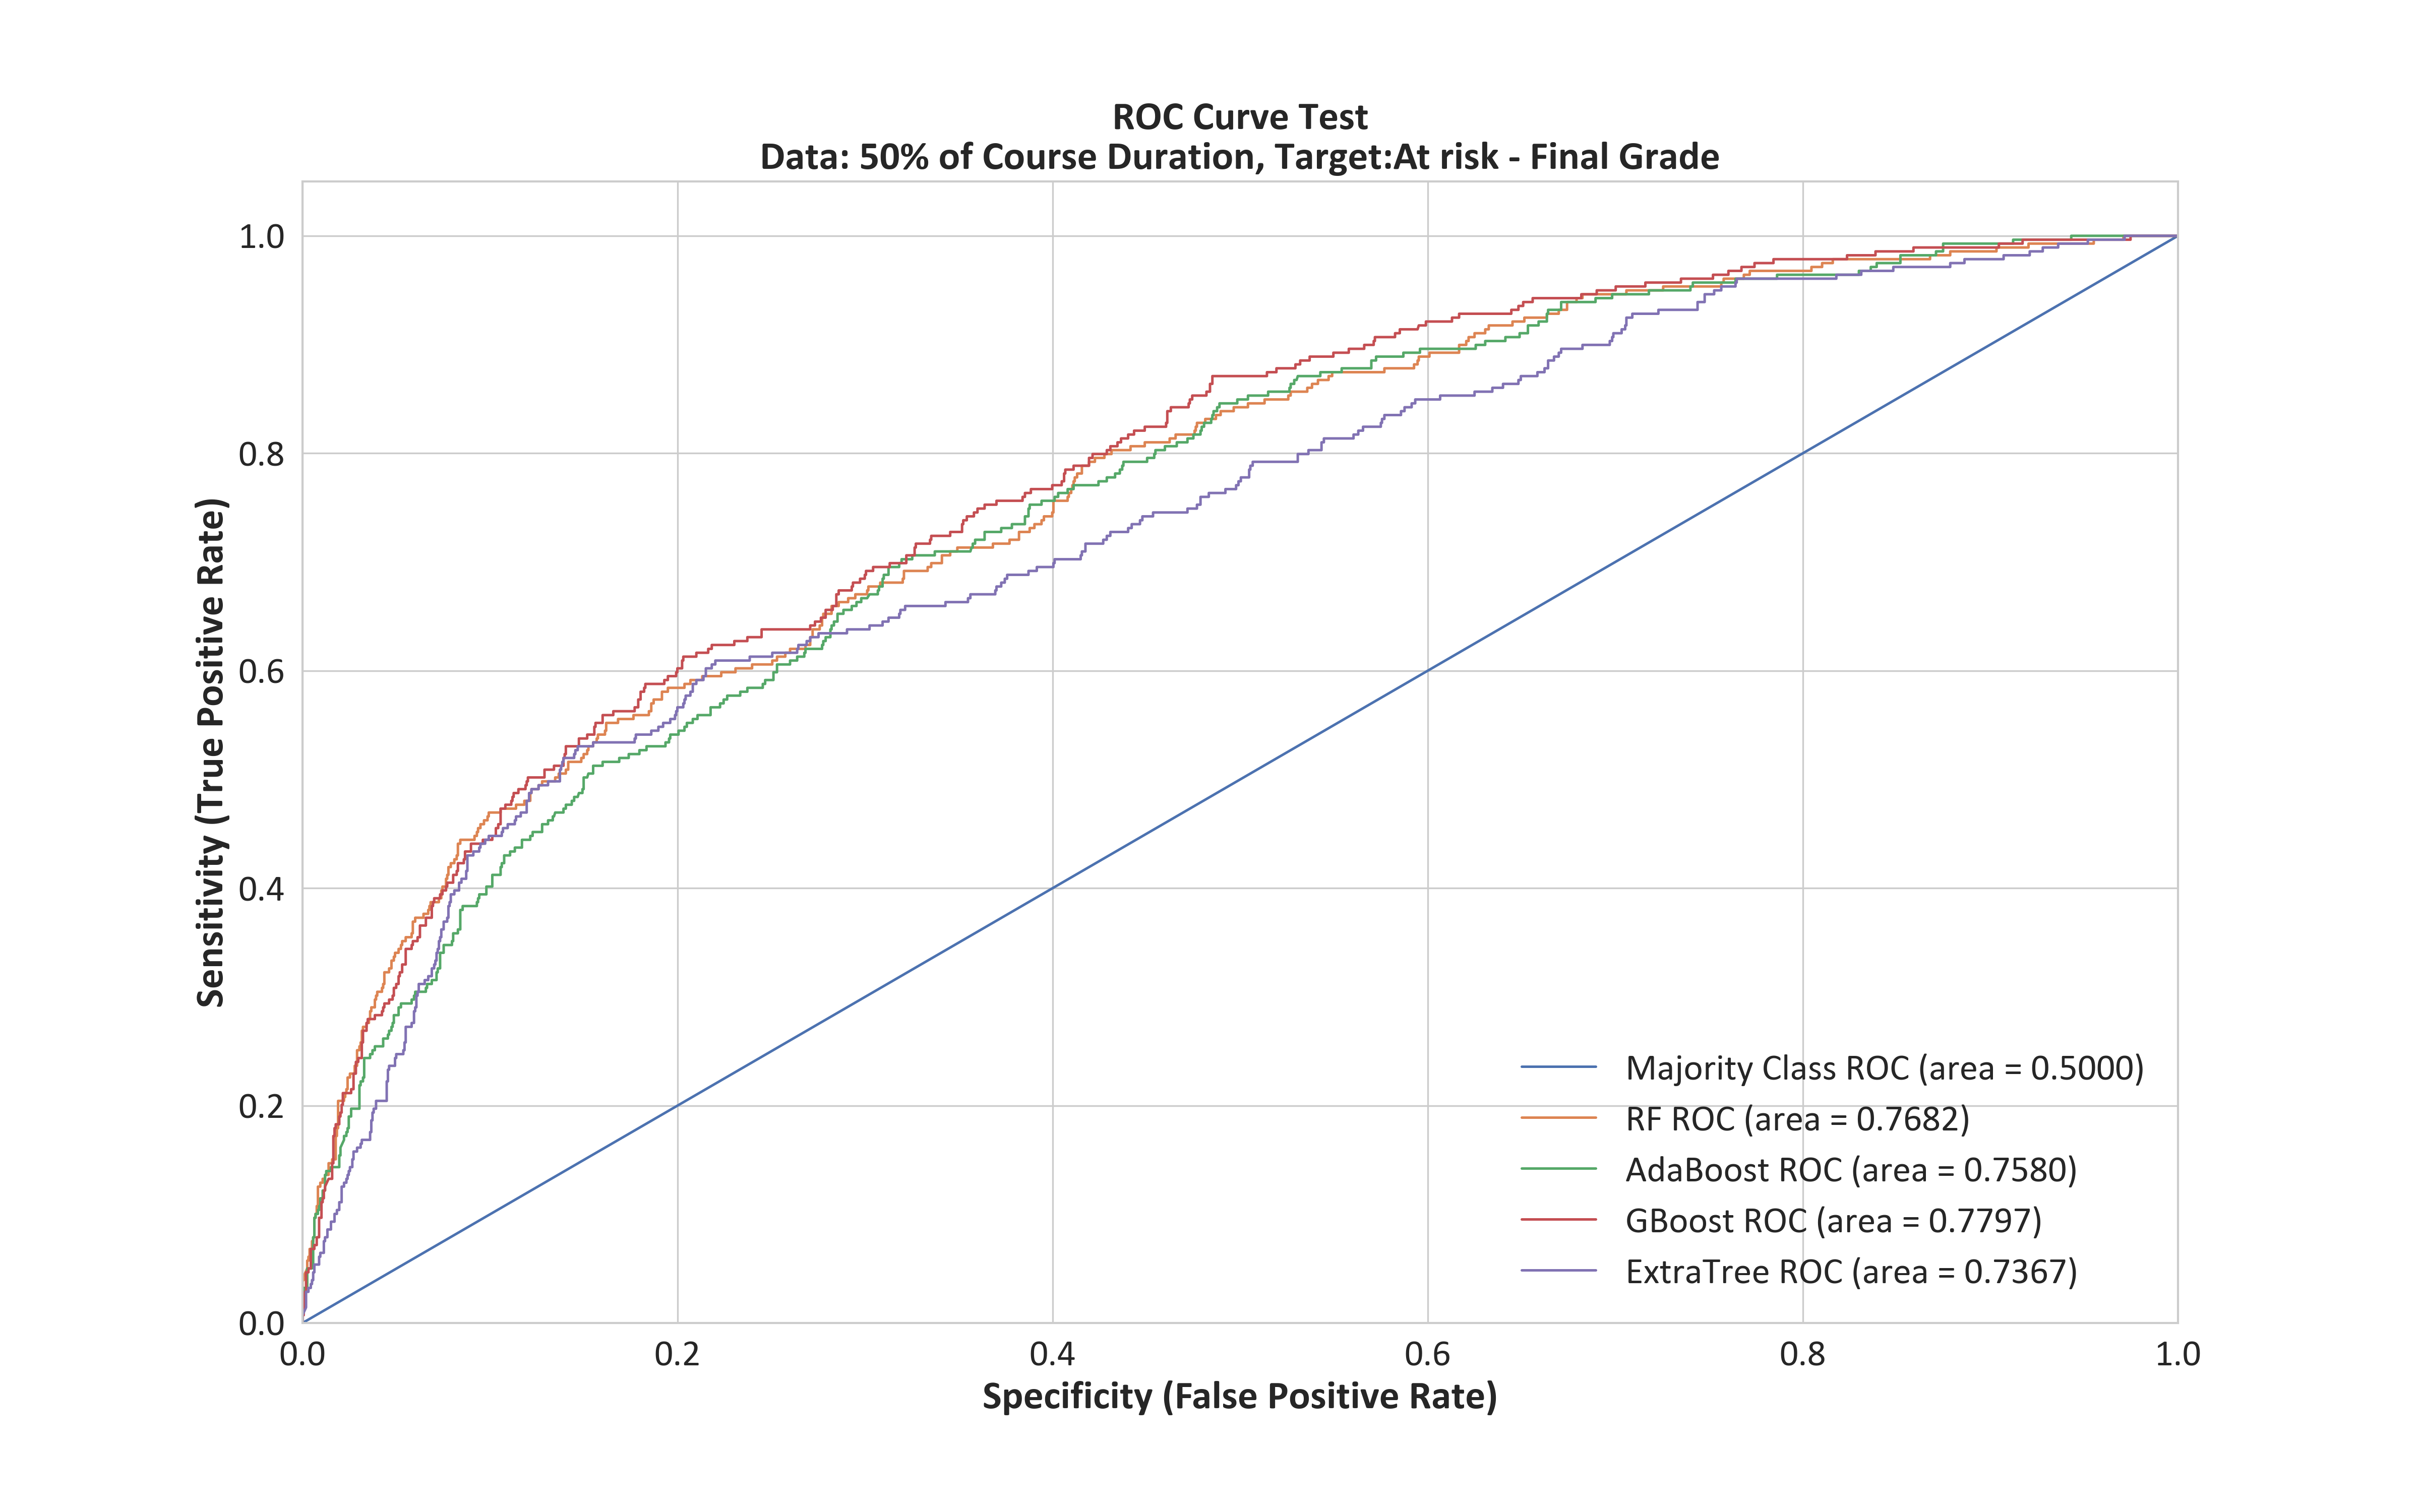 ROC Curve Test
Data: 50% of Course Duration, Target:At risk - Final Grade
Sensitivity (True Positive Rate)
1.0
0.8
0.6
0.4
0.2
0.0
0.0 0.2 0.4 0.6 0.8 1.0
Specificity (False Positive Rate)
Majority Class ROC (area = 0.5000)
RF ROC (area = 0.7682)
AdaBoost ROC (area = 0.7580)
GBoost ROC (area = 0.7797)
ExtraTree ROC (area = 0.7367)